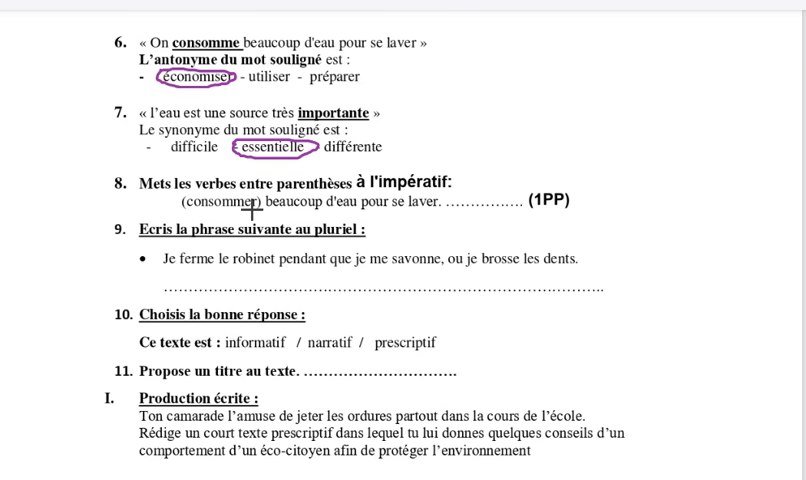 6. « On consomme beaucoup d'eau pour se laver »
L'antonyme du mot souligné est :
- économiser - utiliser - préparer
7. « l'eau est une source très importante »
Le synonyme du mot souligné est :
- difficile essentielle différente
8. Mets les verbes entre parenthèses à l'impératif:
(consommer) beaucoup d'eau pour se laver. ............... (1PP)
9. Ecris la phrase suivante au pluriel :
• Je ferme le robinet pendant que je me savonne, ou je brosse les dents.
..........................................................................................
10. Choisis la bonne réponse :
Ce texte est : informatif / narratif / prescriptif
11. Propose un titre au texte. ...............................
I. Production écrite :
Ton camarade l'amuse de jeter les ordures partout dans la cours de l'école.
Rédige un court texte prescriptif dans lequel tu lui donnes quelques conseils d'un
comportement d'un éco-citoyen afin de protéger l'environnement